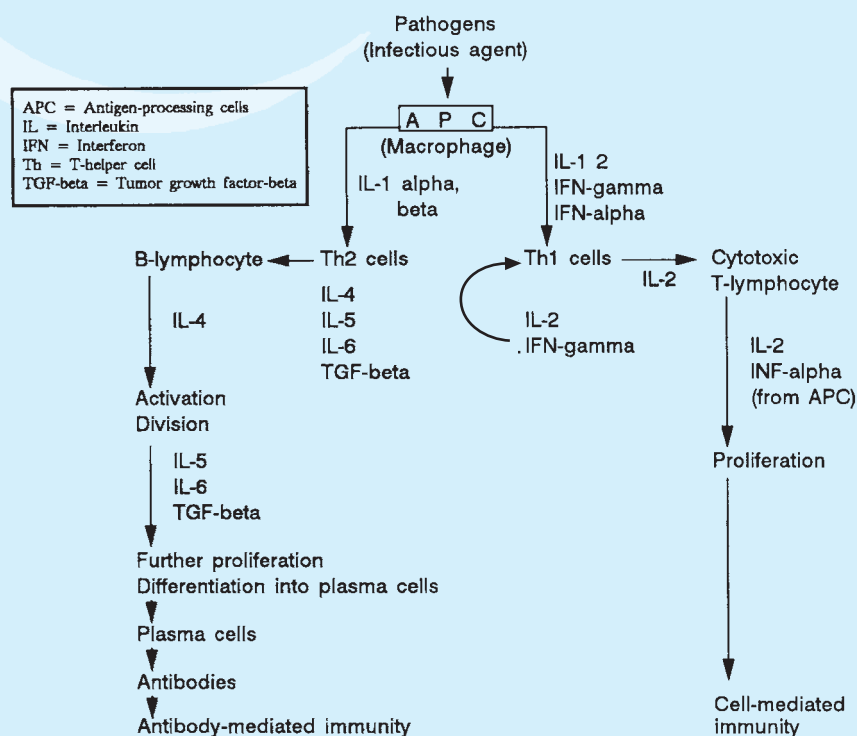 Pathogens
(Infectious agent)
APC = Antigen-processing cells
IL = Interleukin
IFN = Interferon
Th = T-helper cell
TGF-beta = Tumor growth factor-beta
A P C
(Macrophage)
IL-1 alpha,
beta
IL-1 2
IFN-gamma
IFN-alpha
B-lymphocyte
Th2 cells
Th1 cells
IL-2
Cytotoxic
T-lymphocyte
IL-4
IL-4
IL-5
IL-6
TGF-beta
IL-2
.IFN-gamma
IL-2
INF-alpha
(from APC)
Activation
Division
IL-5
IL-6
TGF-beta
Proliferation
Further proliferation
Differentiation into plasma cells
Plasma cells
Antibodies
Antibody-mediated immunity
Cell-mediated
immunity